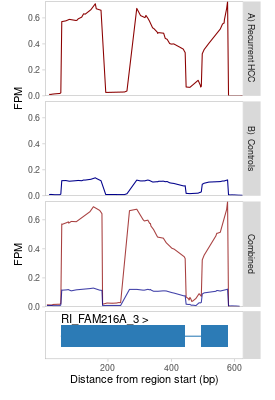 0.6
0.4
0.2
0.0
FPM
A) Recurrent HCC
0.6
0.4
0.2
0.0
B) Controls
0.6
0.4
0.2
0.0
FPM
Combined
RI_FAM216A_3 >
200
400
600
Distance from region start (bp)